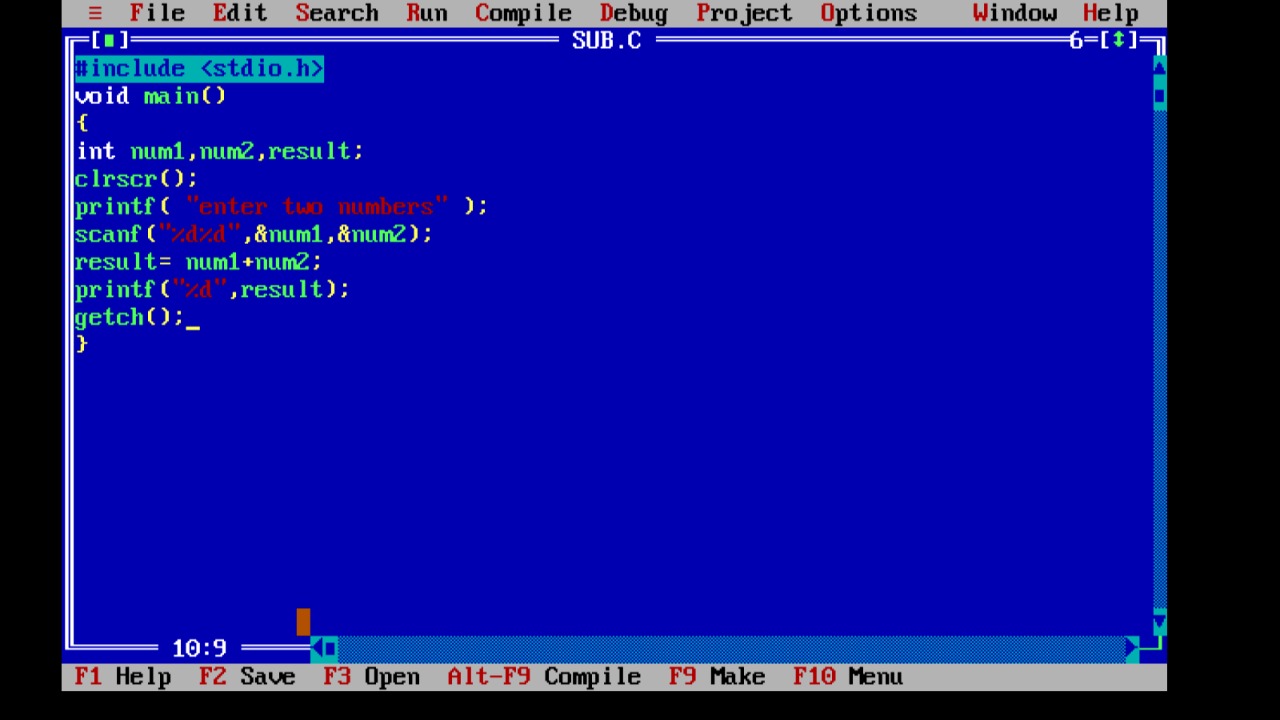 ≡ File Edit Search Run Compile Debug Project Options Window Help
[■] SUB.C 6=[↕]
#include <stdio.h>
void main()
{
int num1,num2,result;
clrscr();
printf( "enter two numbers" );
scanf("%d%d",&num1,&num2);
result= num1+num2;
printf("%d",result);
getch();_
}
10:9
F1 Help F2 Save F3 Open Alt-F9 Compile F9 Make F10 Menu